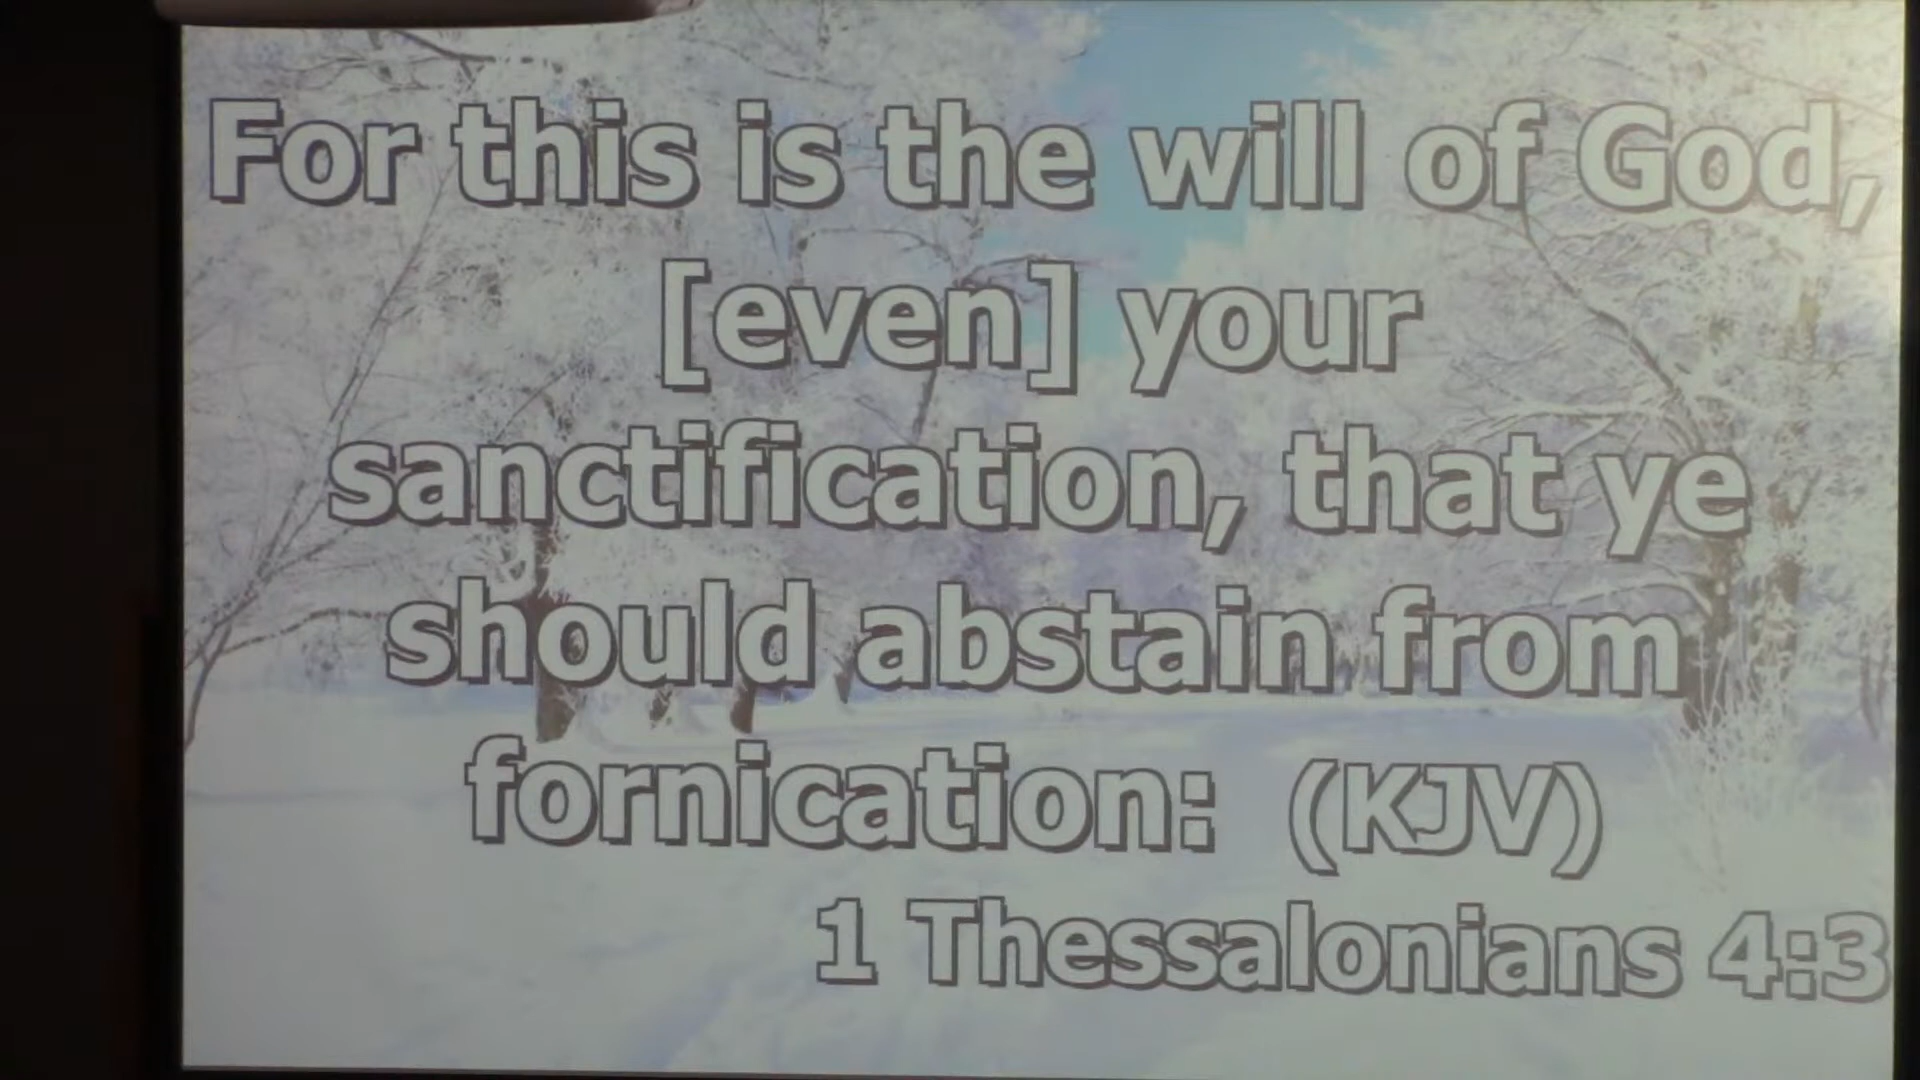 For this is the will of God,
[even] your
sanctification, that ye
should abstain from
fornication: (KJV)
1 Thessalonians 4:3